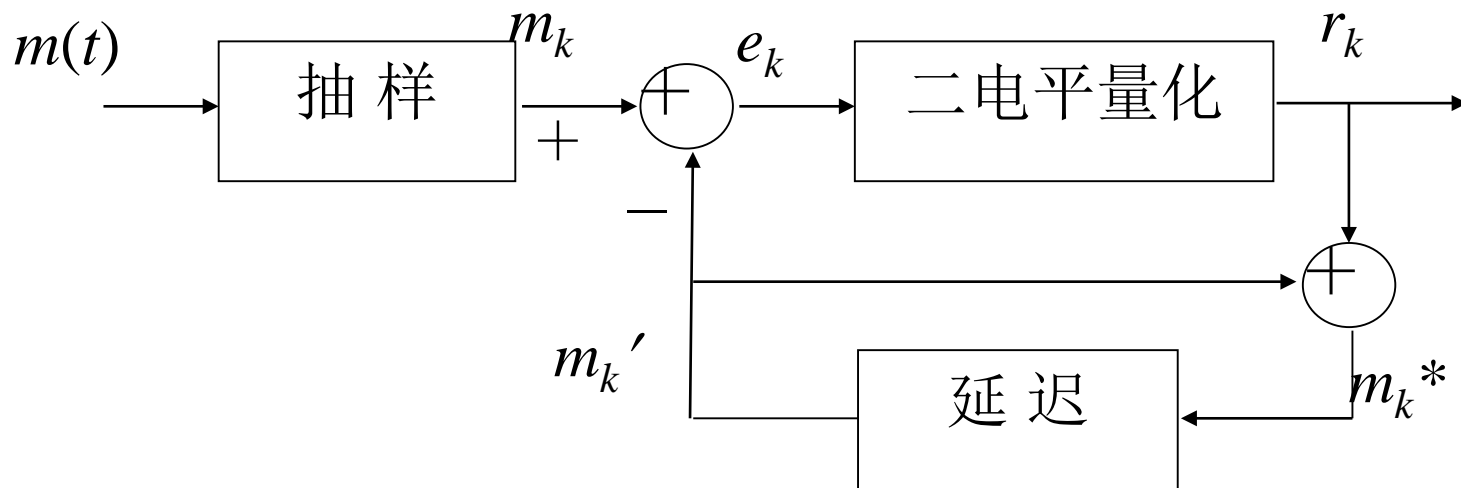 m(t)
抽 样
m_k
+
−
+
e_k
二电平量化
r_k
+
m_k′
延 迟
m_k*